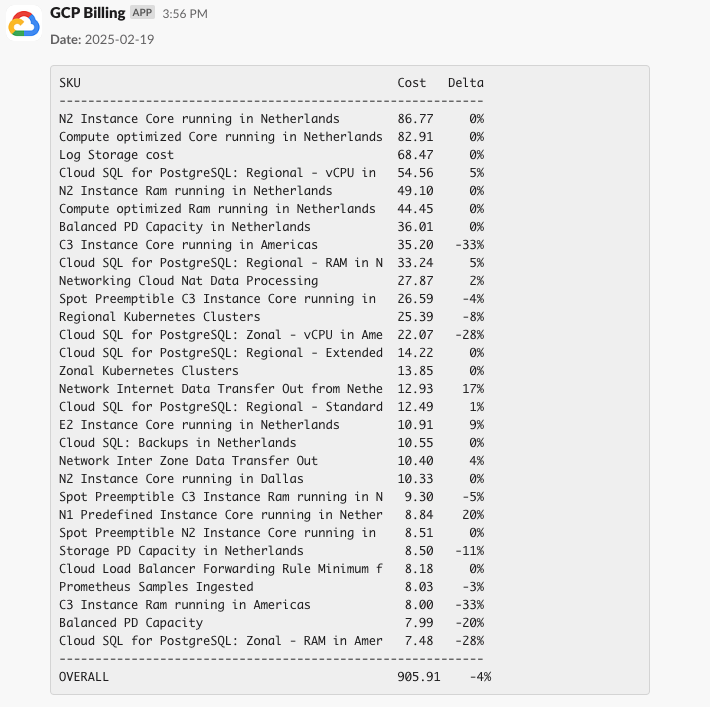 GCP Billing APP 3:56 PM
Date: 2025-02-19
SKU Cost Delta
-----------------------------------------------------------
N2 Instance Core running in Netherlands 86.77 0%
Compute optimized Core running in Netherlands 82.91 0%
Log Storage cost 68.47 0%
Cloud SQL for PostgreSQL: Regional - vCPU in 54.56 5%
N2 Instance Ram running in Netherlands 49.10 0%
Compute optimized Ram running in Netherlands 44.45 0%
Balanced PD Capacity in Netherlands 36.01 0%
C3 Instance Core running in Americas 35.20 -33%
Cloud SQL for PostgreSQL: Regional - RAM in N 33.24 5%
Networking Cloud Nat Data Processing 27.87 2%
Spot Preemptible C3 Instance Core running in 26.59 -4%
Regional Kubernetes Clusters 25.39 -8%
Cloud SQL for PostgreSQL: Zonal - vCPU in Ame 22.07 -28%
Cloud SQL for PostgreSQL: Regional - Extended 14.22 0%
Zonal Kubernetes Clusters 13.85 0%
Network Internet Data Transfer Out from Nethe 12.93 17%
Cloud SQL for PostgreSQL: Regional - Standard 12.49 1%
E2 Instance Core running in Netherlands 10.91 9%
Cloud SQL: Backups in Netherlands 10.55 0%
Network Inter Zone Data Transfer Out 10.40 4%
N2 Instance Core running in Dallas 10.33 0%
Spot Preemptible C3 Instance Ram running in N 9.30 -5%
N1 Predefined Instance Core running in Nether 8.84 20%
Spot Preemptible N2 Instance Core running in 8.51 0%
Storage PD Capacity in Netherlands 8.50 -11%
Cloud Load Balancer Forwarding Rule Minimum f 8.18 0%
Prometheus Samples Ingested 8.03 -3%
C3 Instance Ram running in Americas 8.00 -33%
Balanced PD Capacity 7.99 -20%
Cloud SQL for PostgreSQL: Zonal - RAM in Amer 7.48 -28%
-----------------------------------------------------------
OVERALL 905.91 -4%